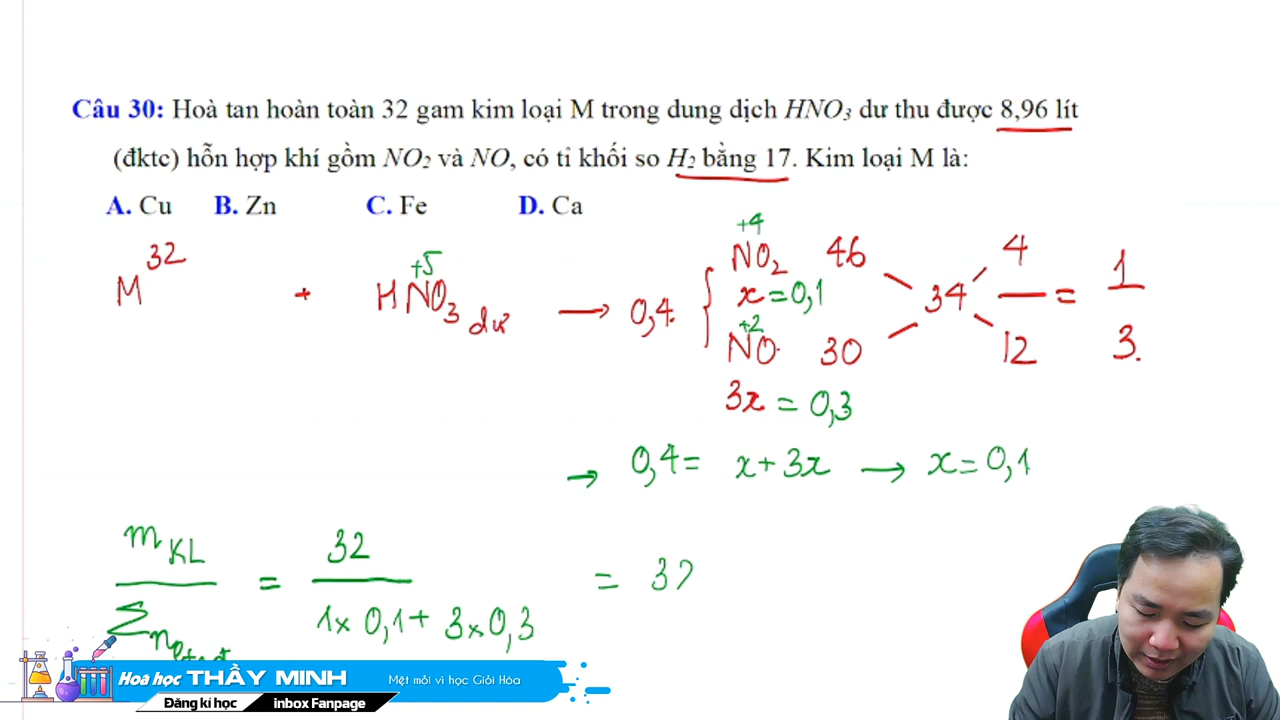 Câu 30: Hoà tan hoàn toàn 32 gam kim loại M trong dung dịch HNO₃ dư thu được 8,96 lít
(đktc) hỗn hợp khí gồm NO₂ và NO, có tỉ khối so H₂ bằng 17. Kim loại M là:
A. Cu B. Zn C. Fe D. Ca
+4
32 +5 NO₂ 46 4 1
M + HNO₃ dư → 0,4 { x = 0,1 34 — = —
+2
NO 30 12 3
3x = 0,3
→ 0,4 = x + 3x → x = 0,1
m KL 32
— = — = 32
Σ n e 1 x 0,1 + 3 x 0,3
Hoá học THẦY MINH Mệt mỏi vì học Giỏi Hóa
Đăng kí học inbox Fanpage